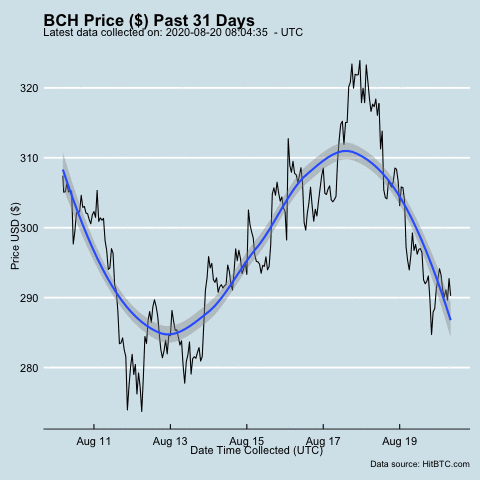 BCH Price ($) Past 31 Days
Latest data collected on: 2020-08-20 08:04:35 - UTC
Price USD ($)
320
310
300
290
280
Aug 11 Aug 13 Aug 15 Aug 17 Aug 19
Date Time Collected (UTC)
Data source: HitBTC.com